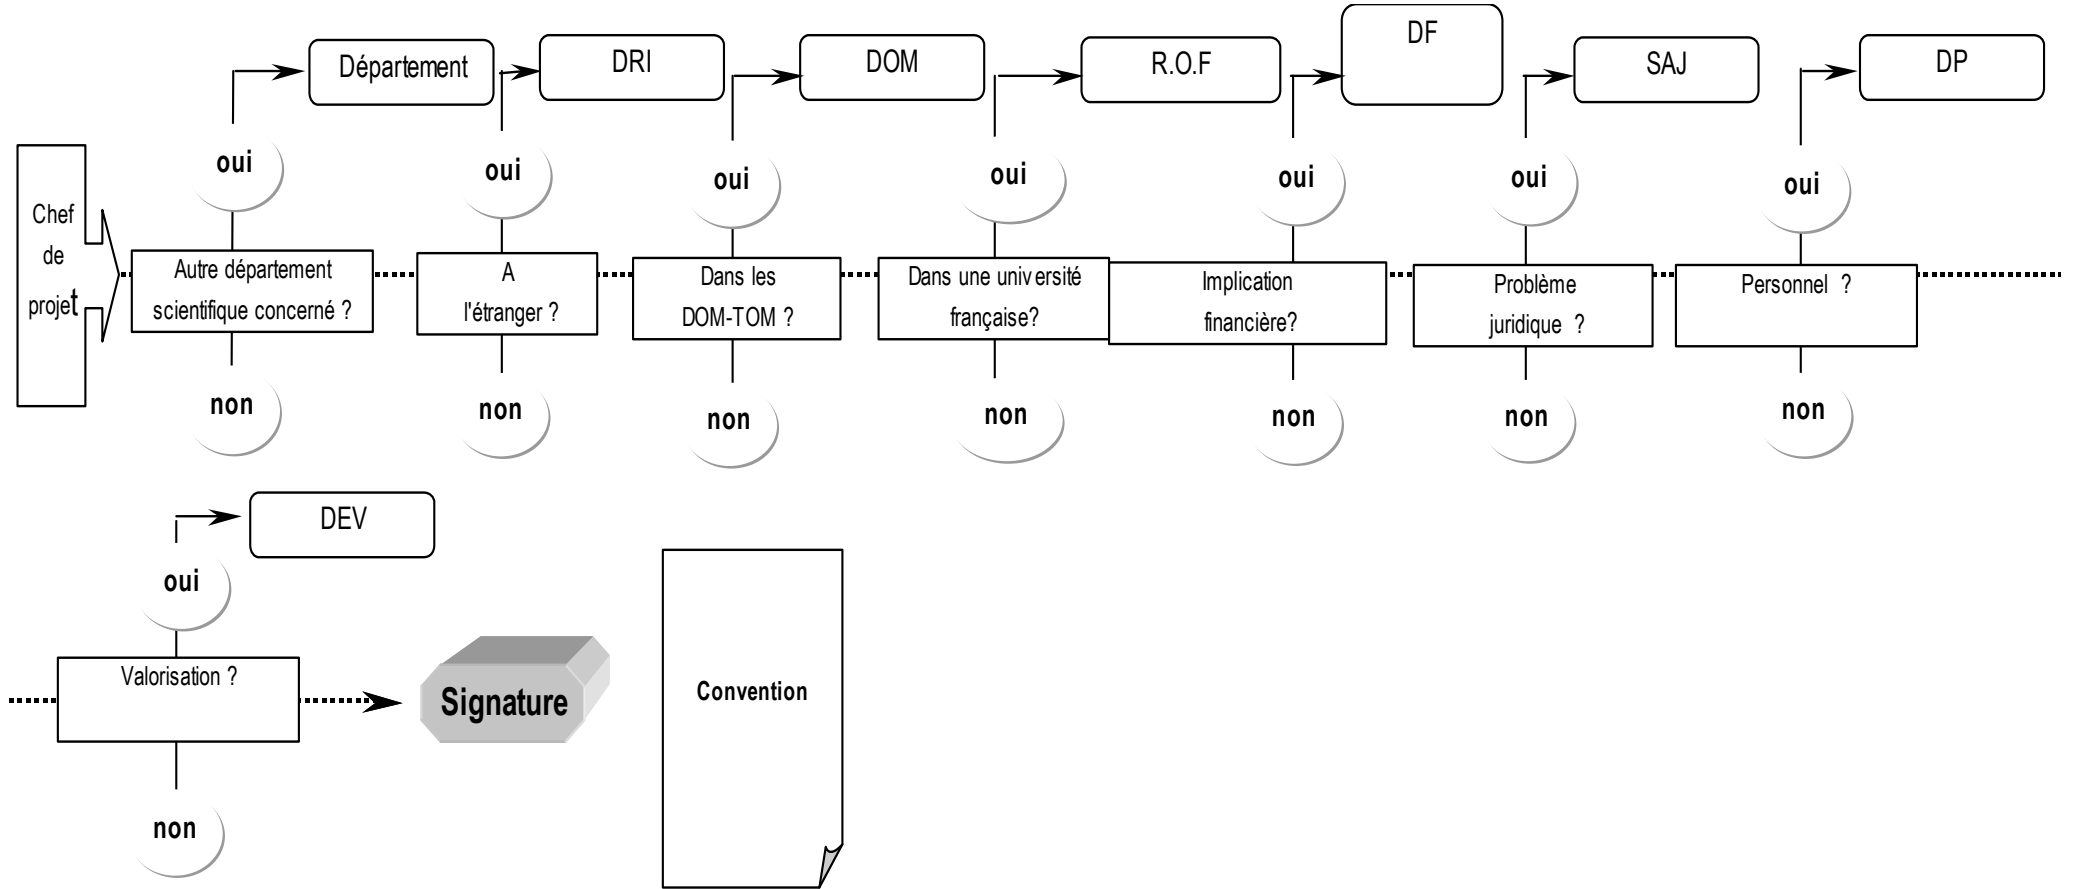 Département
DRI
DOM
R.O.F
DF
SAJ
DP
oui
oui
oui
oui
oui
oui
oui
Chef
de
projet
Autre département
scientifique concerné ?
A
l'étranger ?
Dans les
DOM-TOM ?
Dans une université
française?
Implication
financière?
Problème
juridique ?
Personnel ?
non
non
non
non
non
non
non
DEV
oui
Valorisation ?
non
Signature
Convention